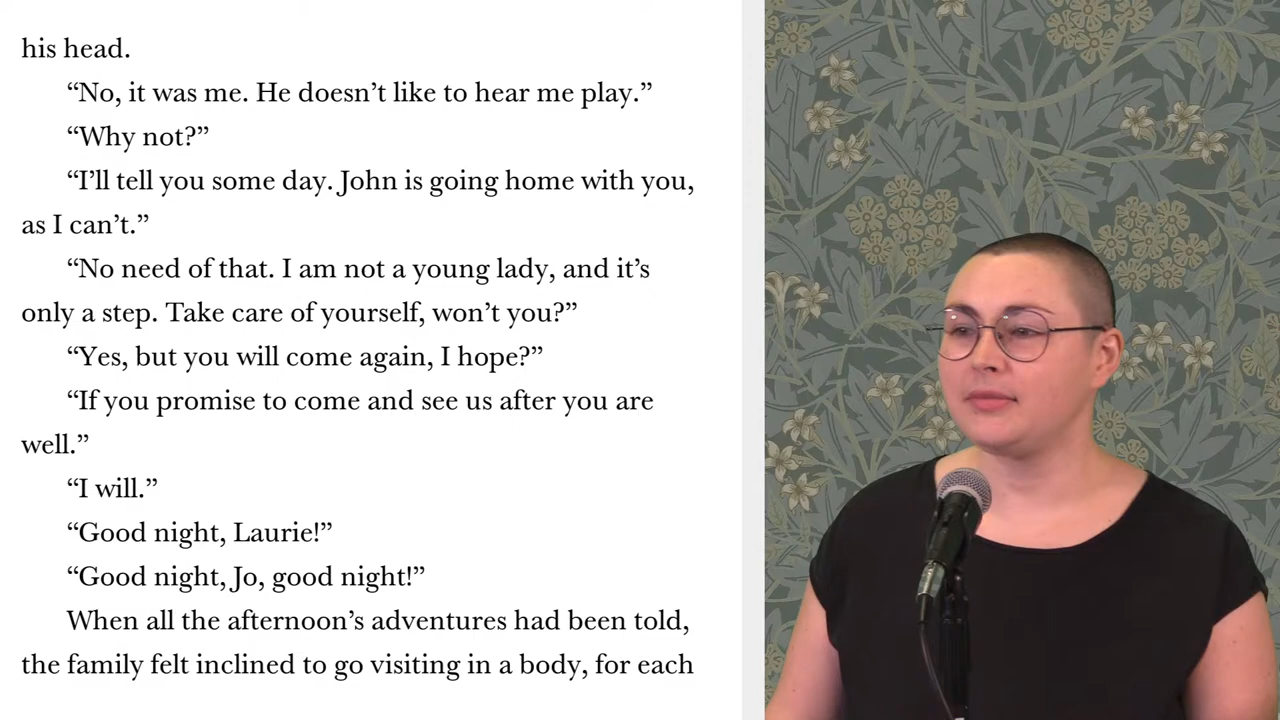 his head.
“No, it was me. He doesn’t like to hear me play.”
“Why not?”
“I’ll tell you some day. John is going home with you,
as I can’t.”
“No need of that. I am not a young lady, and it’s
only a step. Take care of yourself, won’t you?”
“Yes, but you will come again, I hope?”
“If you promise to come and see us after you are
well.”
“I will.”
“Good night, Laurie!”
“Good night, Jo, good night!”
When all the afternoon’s adventures had been told,
the family felt inclined to go visiting in a body, for each